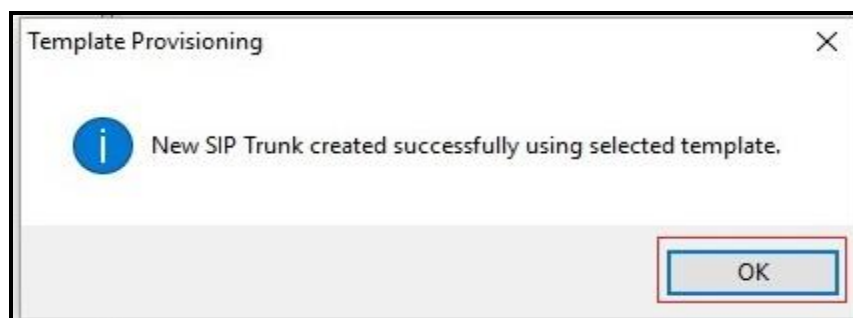 Template Provisioning
New SIP Trunk created successfully using selected template.
OK